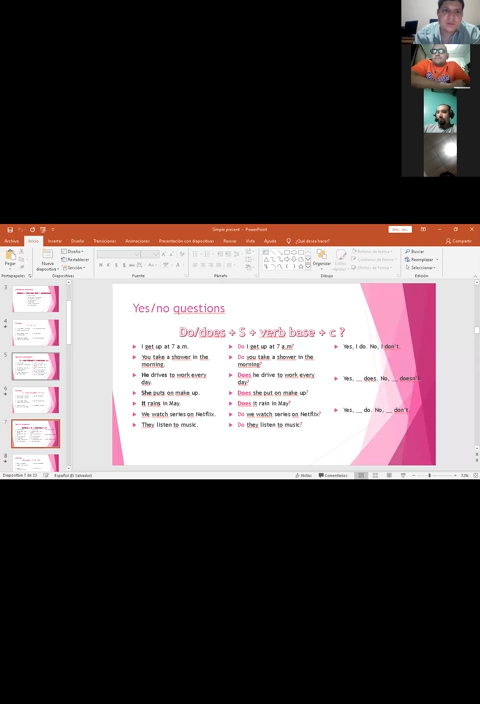 Simple present - PowerPoint
Archivo Inicio Insertar Diseño Transiciones Animaciones Presentación con diapositivas Revisar Vista Ayuda ¿Qué desea hacer? Compartir
Pegar
Nueva diapositiva
Diseño
Restablecer
Sección
Organizar
Buscar
Reemplazar
Seleccionar
Portapapeles Diapositivas Fuente Párrafo Dibujo Edición
3
4
5
6
7
8
Yes/no questions
Do/does + S + verb base + c ?
I get up at 7 a.m.
You take a shower in the morning.
He drives to work every day.
She puts on make up.
It rains in May.
We watch series on Netflix.
They listen to music.
Do I get up at 7 a.m?
Do you take a shower in the morning?
Does he drive to work every day?
Does she puts on make up?
Does it rain in May?
Do we watch series on Netflix?
Do they listen to music?
Yes, I do. No, I don't.
Yes, __ does. No, __ doesn't
Yes, __ do. No, __ don't
Diapositiva 7 de 23 Español (El Salvador) Notas Comentarios 73%